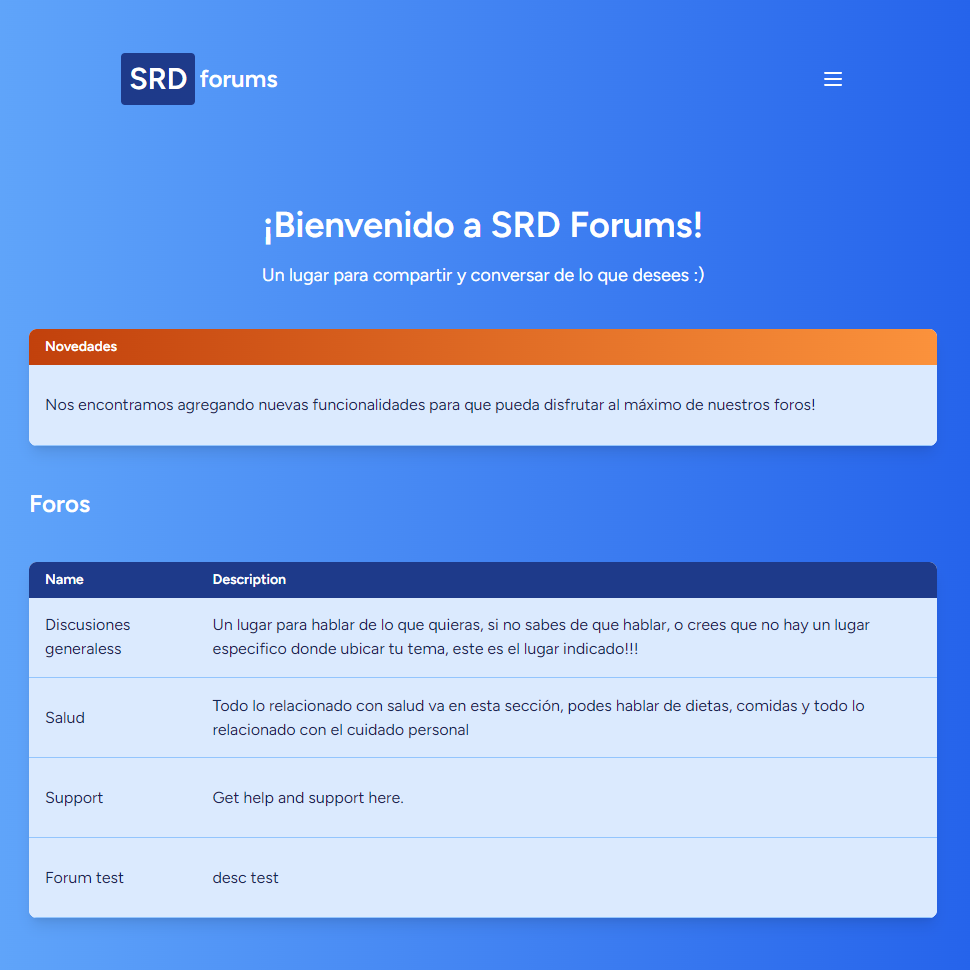 SRD forums
¡Bienvenido a SRD Forums!
Un lugar para compartir y conversar de lo que desees :)
Novedades
Nos encontramos agregando nuevas funcionalidades para que pueda disfrutar al máximo de nuestros foros!
Foros
Name Description
Discusiones generaless
Un lugar para hablar de lo que quieras, si no sabes de que hablar, o crees que no hay un lugar
especifico donde ubicar tu tema, este es el lugar indicado!!!
Salud
Todo lo relacionado con salud va en esta sección, podes hablar de dietas, comidas y todo lo
relacionado con el cuidado personal
Support
Get help and support here.
Forum test
desc test